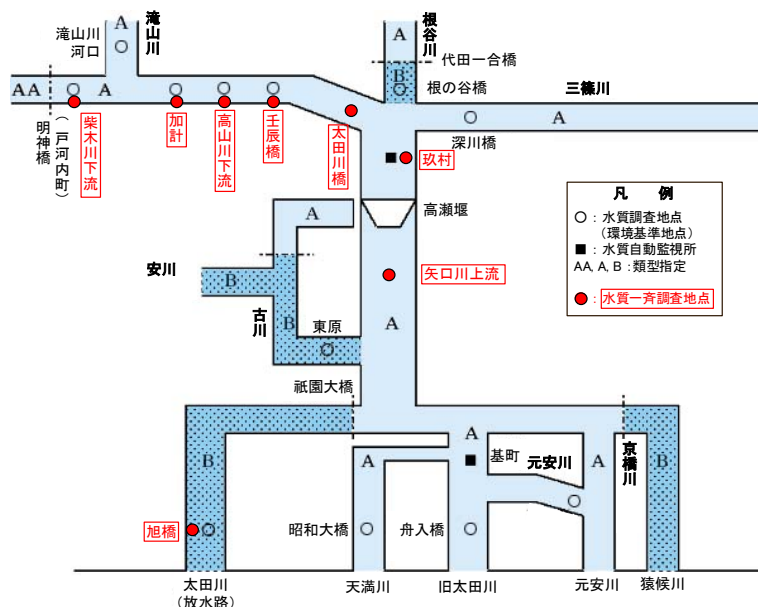 滝山川
河口
滝山川
A
根谷川
A
代田一合橋
B
根の谷橋
三篠川
AA
A
A
明神橋
(戸河内町)
柴木川下流
加計
高山川下流
壬辰橋
太田川橋
深川橋
玖村
高瀬堰
凡 例
○:水質調査地点
(環境基準地点)
■:水質自動監視所
AA, A, B:類型指定
●:水質一斉調査地点
A
安川
B
古川
B
東原
矢口川上流
A
祇園大橋
A
A
基町
元安川
A
京橋川
B
B
旭橋
昭和大橋
舟入橋
太田川
(放水路)
天満川
旧太田川
元安川
猿候川